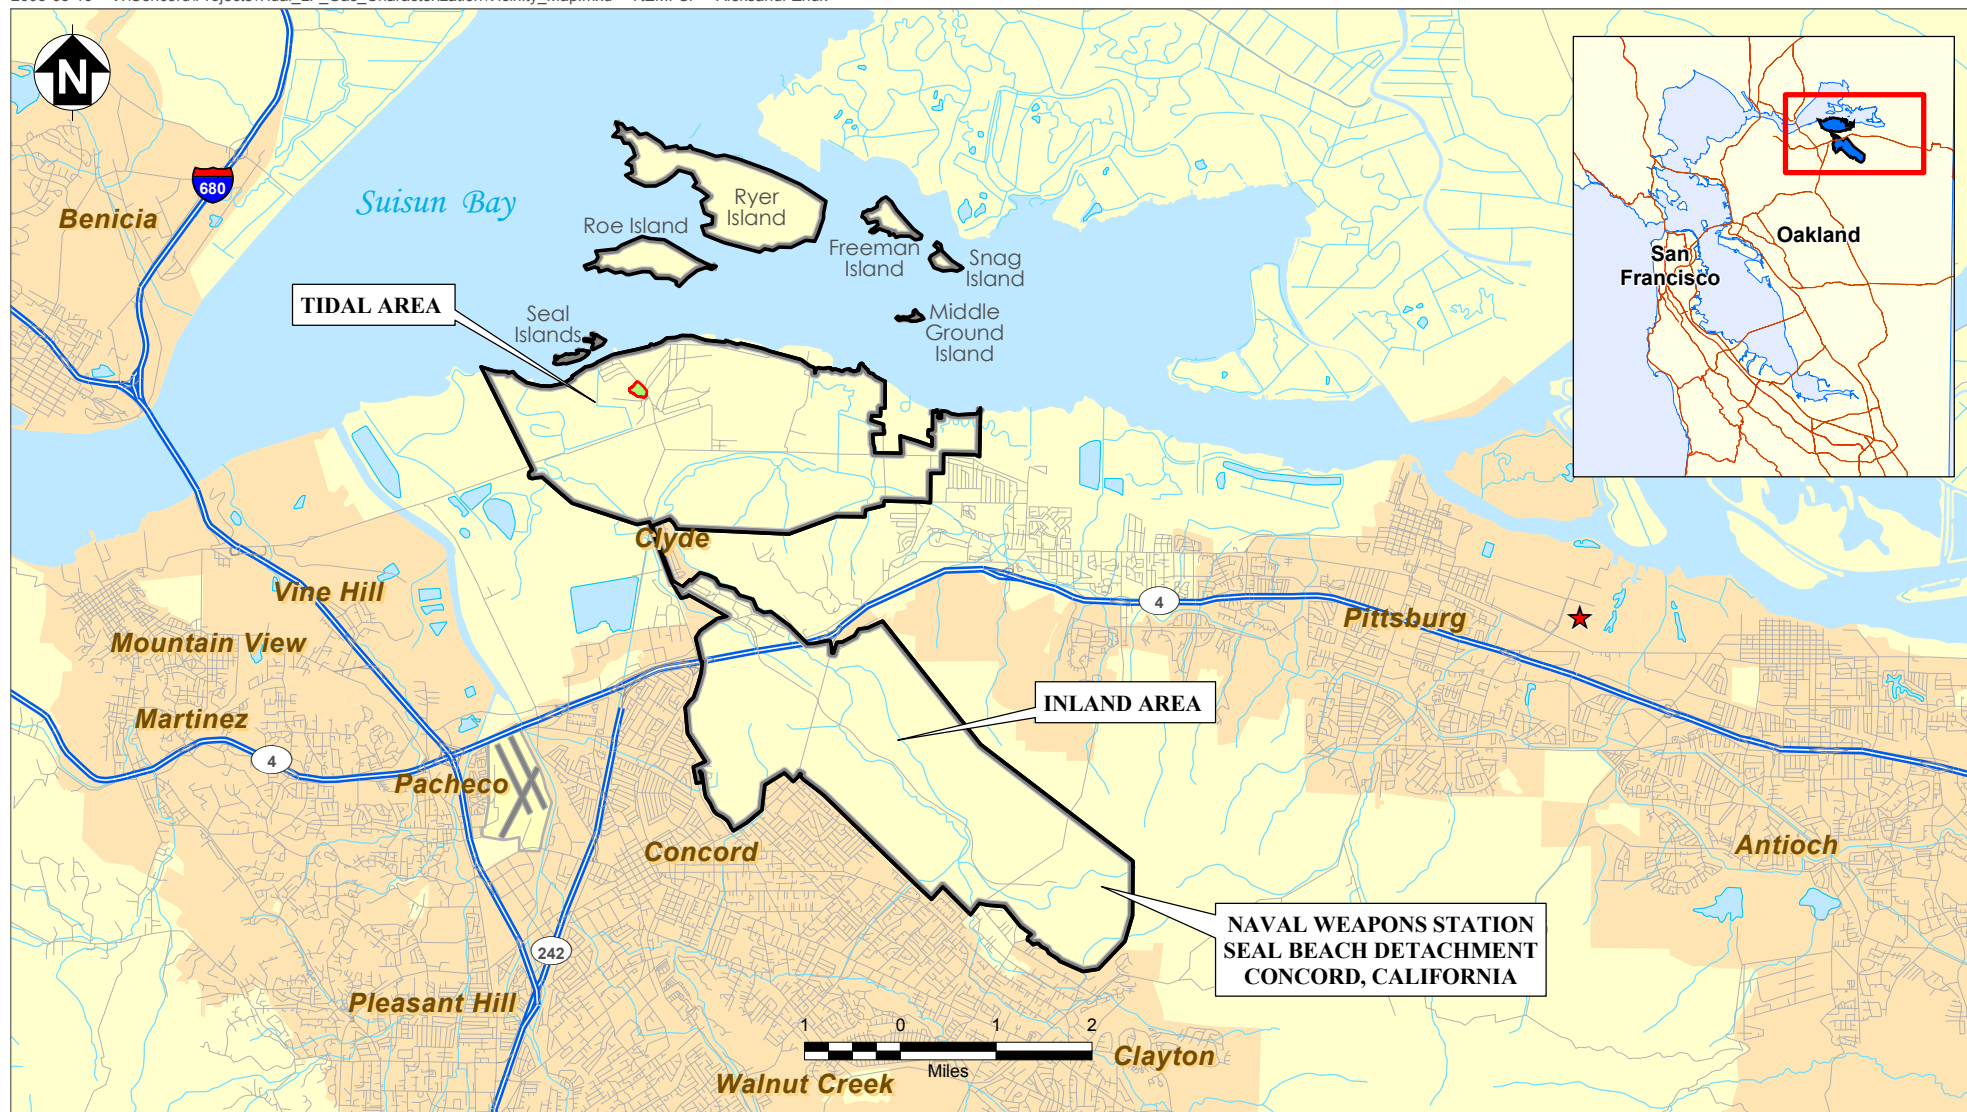 N
680
Benicia
Suisun Bay
Ryer
Island
Roe Island
Freeman
Island
Snag
Island
Middle
Ground
Island
Seal
Islands
TIDAL AREA
San
Francisco
Oakland
Clyde
Vine Hill
Mountain View
Martinez
4
Pacheco
4
Pittsburg
INLAND AREA
Concord
Antioch
NAVAL WEAPONS STATION
SEAL BEACH DETACHMENT
CONCORD, CALIFORNIA
242
Pleasant Hill
1 0 1 2
Miles
Clayton
Walnut Creek